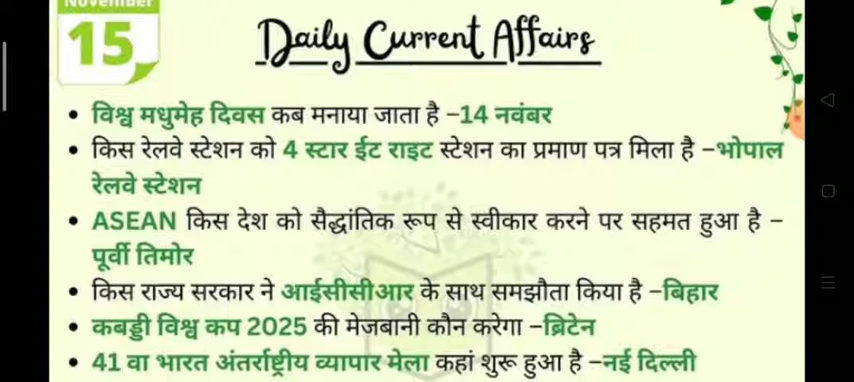 November
15
Daily Current Affairs
• विश्व मधुमेह दिवस कब मनाया जाता है –14 नवंबर
• किस रेलवे स्टेशन को 4 स्टार ईट राइट स्टेशन का प्रमाण पत्र मिला है –भोपाल
रेलवे स्टेशन
• ASEAN किस देश को सैद्धांतिक रूप से स्वीकार करने पर सहमत हुआ है –
पूर्वी तिमोर
• किस राज्य सरकार ने आईसीसीआर के साथ समझौता किया है –बिहार
• कबड्डी विश्व कप 2025 की मेजबानी कौन करेगा –ब्रिटेन
• 41 वा भारत अंतर्राष्ट्रीय व्यापार मेला कहां शुरू हुआ है –नई दिल्ली